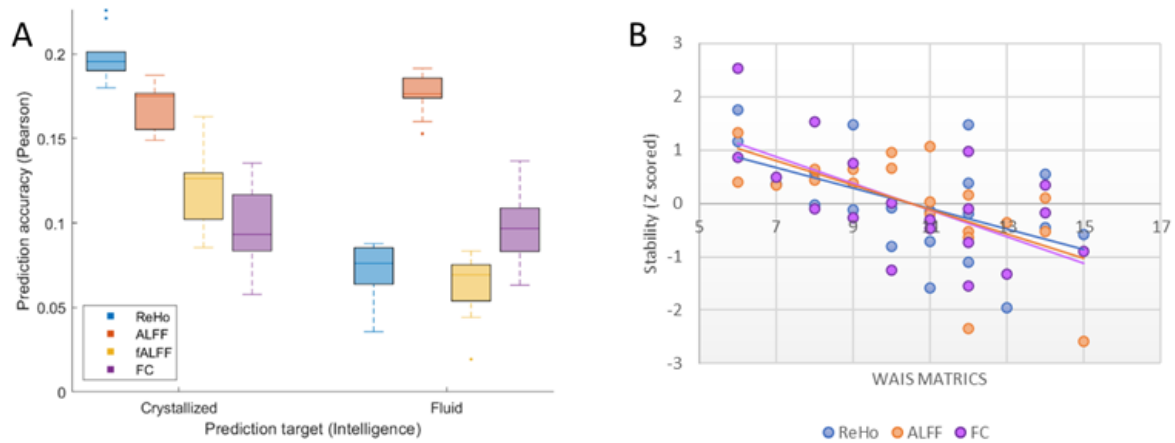 A
Prediction accuracy (Pearson)
0.2
0.15
0.1
0.05
0
ReHo
ALFF
fALFF
FC
Crystallized
Fluid
Prediction target (Intelligence)
B
Stability (Z scored)
3
2
1
0
-1
-2
-3
5
7
9
11
13
15
17
WAIS MATRICS
ReHo ALFF FC